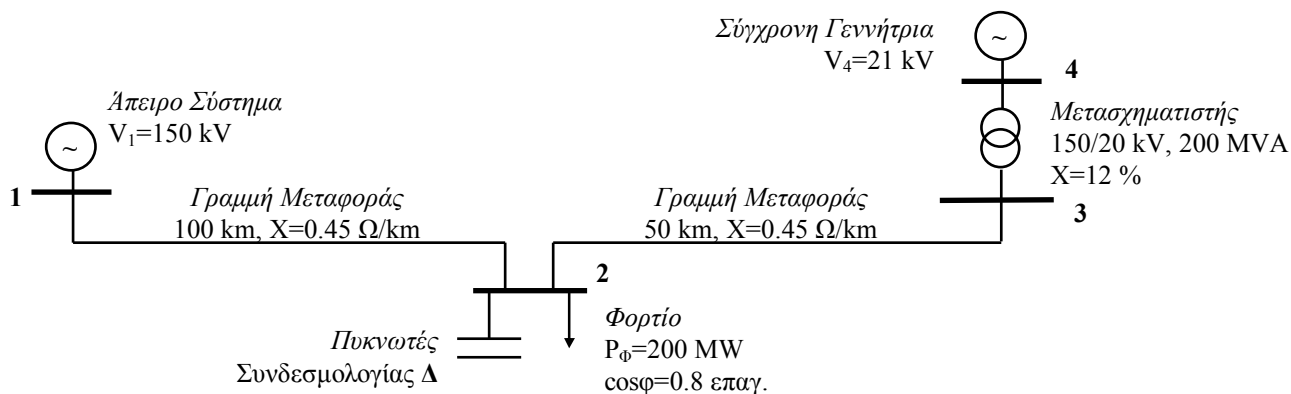 Σύγχρονη Γεννήτρια
V₄=21 kV
~
4
Άπειρο Σύστημα
V₁=150 kV
~
1
Μετασχηματιστής
150/20 kV, 200 MVA
X=12 %
3
Γραμμή Μεταφοράς
100 km, X=0.45 Ω/km
Γραμμή Μεταφοράς
50 km, X=0.45 Ω/km
2
Πυκνωτές
Συνδεσμολογίας Δ
Φορτίο
P_Φ=200 MW
cosφ=0.8 επαγ.